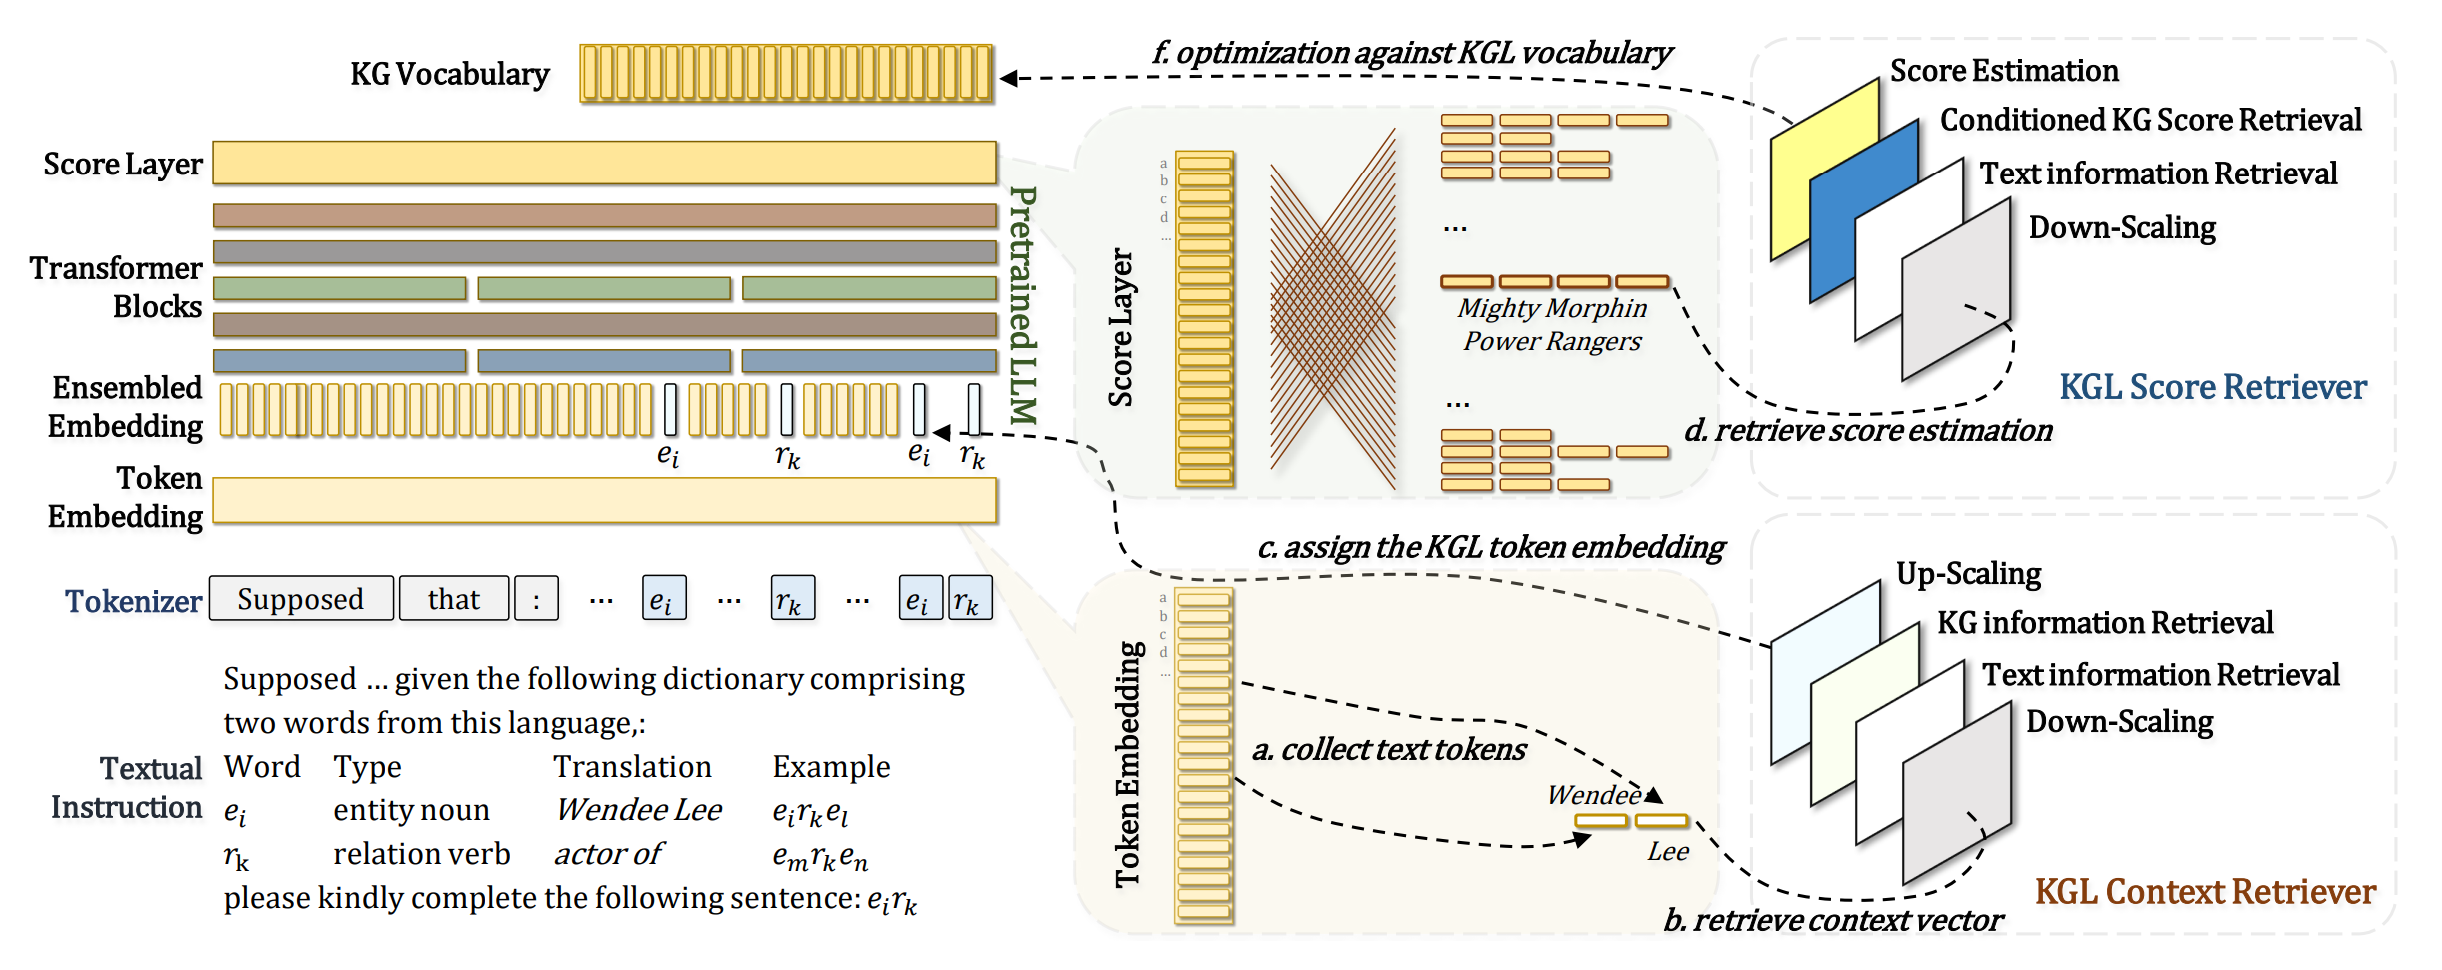 KG Vocabulary
Score Layer
Transformer
Blocks
Ensembled
Embedding
e_i
r_k
e_i
r_k
Token
Embedding
Pretrained LLM
Tokenizer
Supposed
that
:
...
e_i
...
r_k
...
e_i
r_k
Textual
Instruction
Supposed ... given the following dictionary comprising
two words from this language,:
Word Type Translation Example
e_i entity noun Wendee Lee e_i r_k e_l
r_k relation verb actor of e_m r_k e_n
please kindly complete the following sentence: e_i r_k
f. optimization against KGL vocabulary
Score Layer
a
b
c
d
...
...
Mighty Morphin
Power Rangers
...
d. retrieve score estimation
Score Estimation
Conditioned KG Score Retrieval
Text information Retrieval
Down-Scaling
KGL Score Retriever
c. assign the KGL token embedding
Token Embedding
a
b
c
d
...
a. collect text tokens
Wendee
Lee
b. retrieve context vector
Up-Scaling
KG information Retrieval
Text information Retrieval
Down-Scaling
KGL Context Retriever